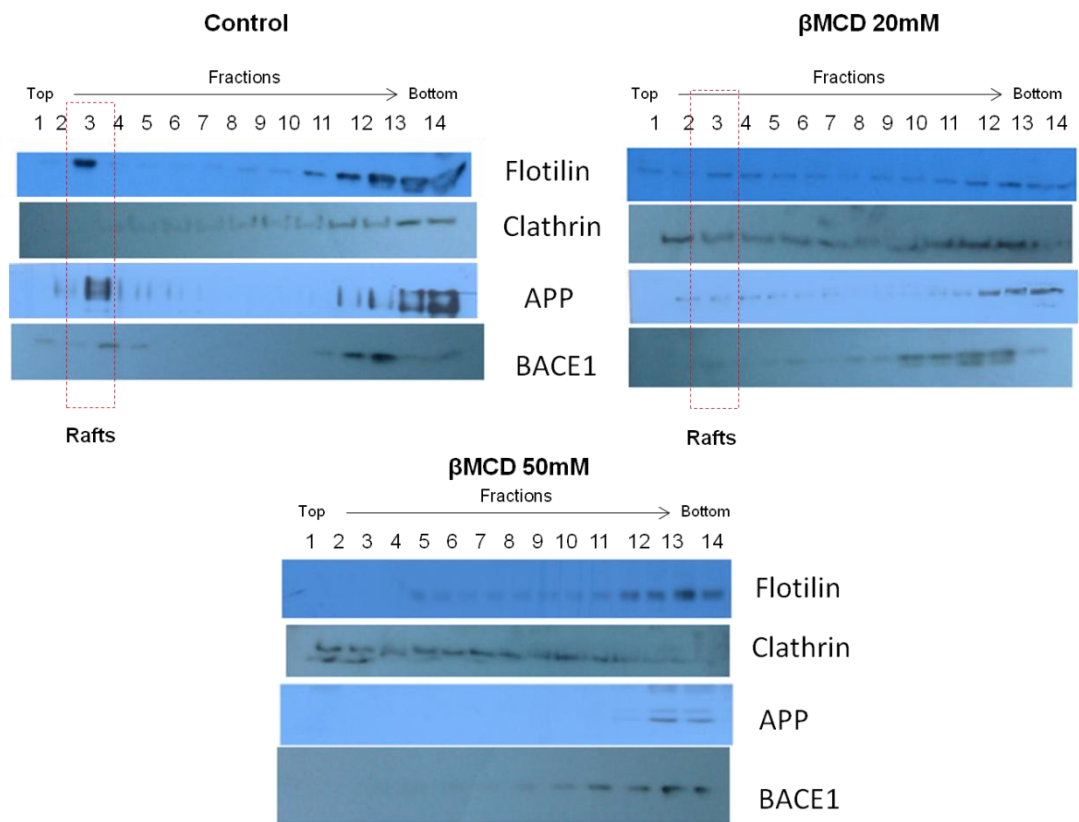 Control
Fractions
Top
Bottom
1 2 3 4 5 6 7 8 9 10 11 12 13 14
Flotilin
Clathrin
APP
BACE1
Rafts
βMCD 20mM
Fractions
Top
Bottom
1 2 3 4 5 6 7 8 9 10 11 12 13 14
Rafts
βMCD 50mM
Fractions
Top
Bottom
1 2 3 4 5 6 7 8 9 10 11 12 13 14
Flotilin
Clathrin
APP
BACE1